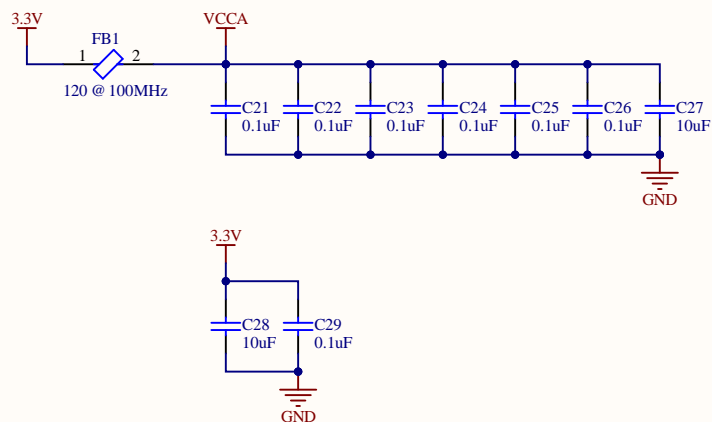 3.3V
VCCA
FB1
1 2
120 @ 100MHz
C21 C22 C23 C24 C25 C26 C27
0.1uF 0.1uF 0.1uF 0.1uF 0.1uF 0.1uF 10uF
GND
3.3V
C28 C29
10uF 0.1uF
GND